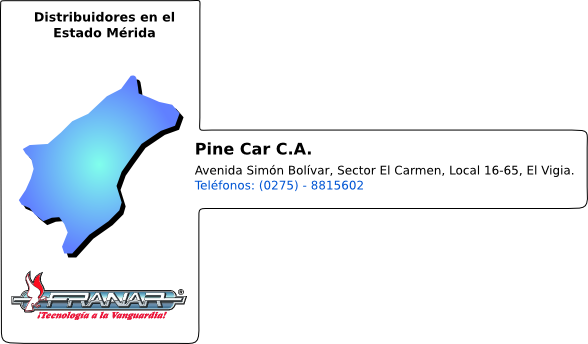 Distribuidores en el
Estado Mérida
Pine Car C.A.
Avenida Simón Bolívar, Sector El Carmen, Local 16-65, El Vigia.
Teléfonos: (0275) - 8815602
FRANAR®
¡Tecnología a la Vanguardia!